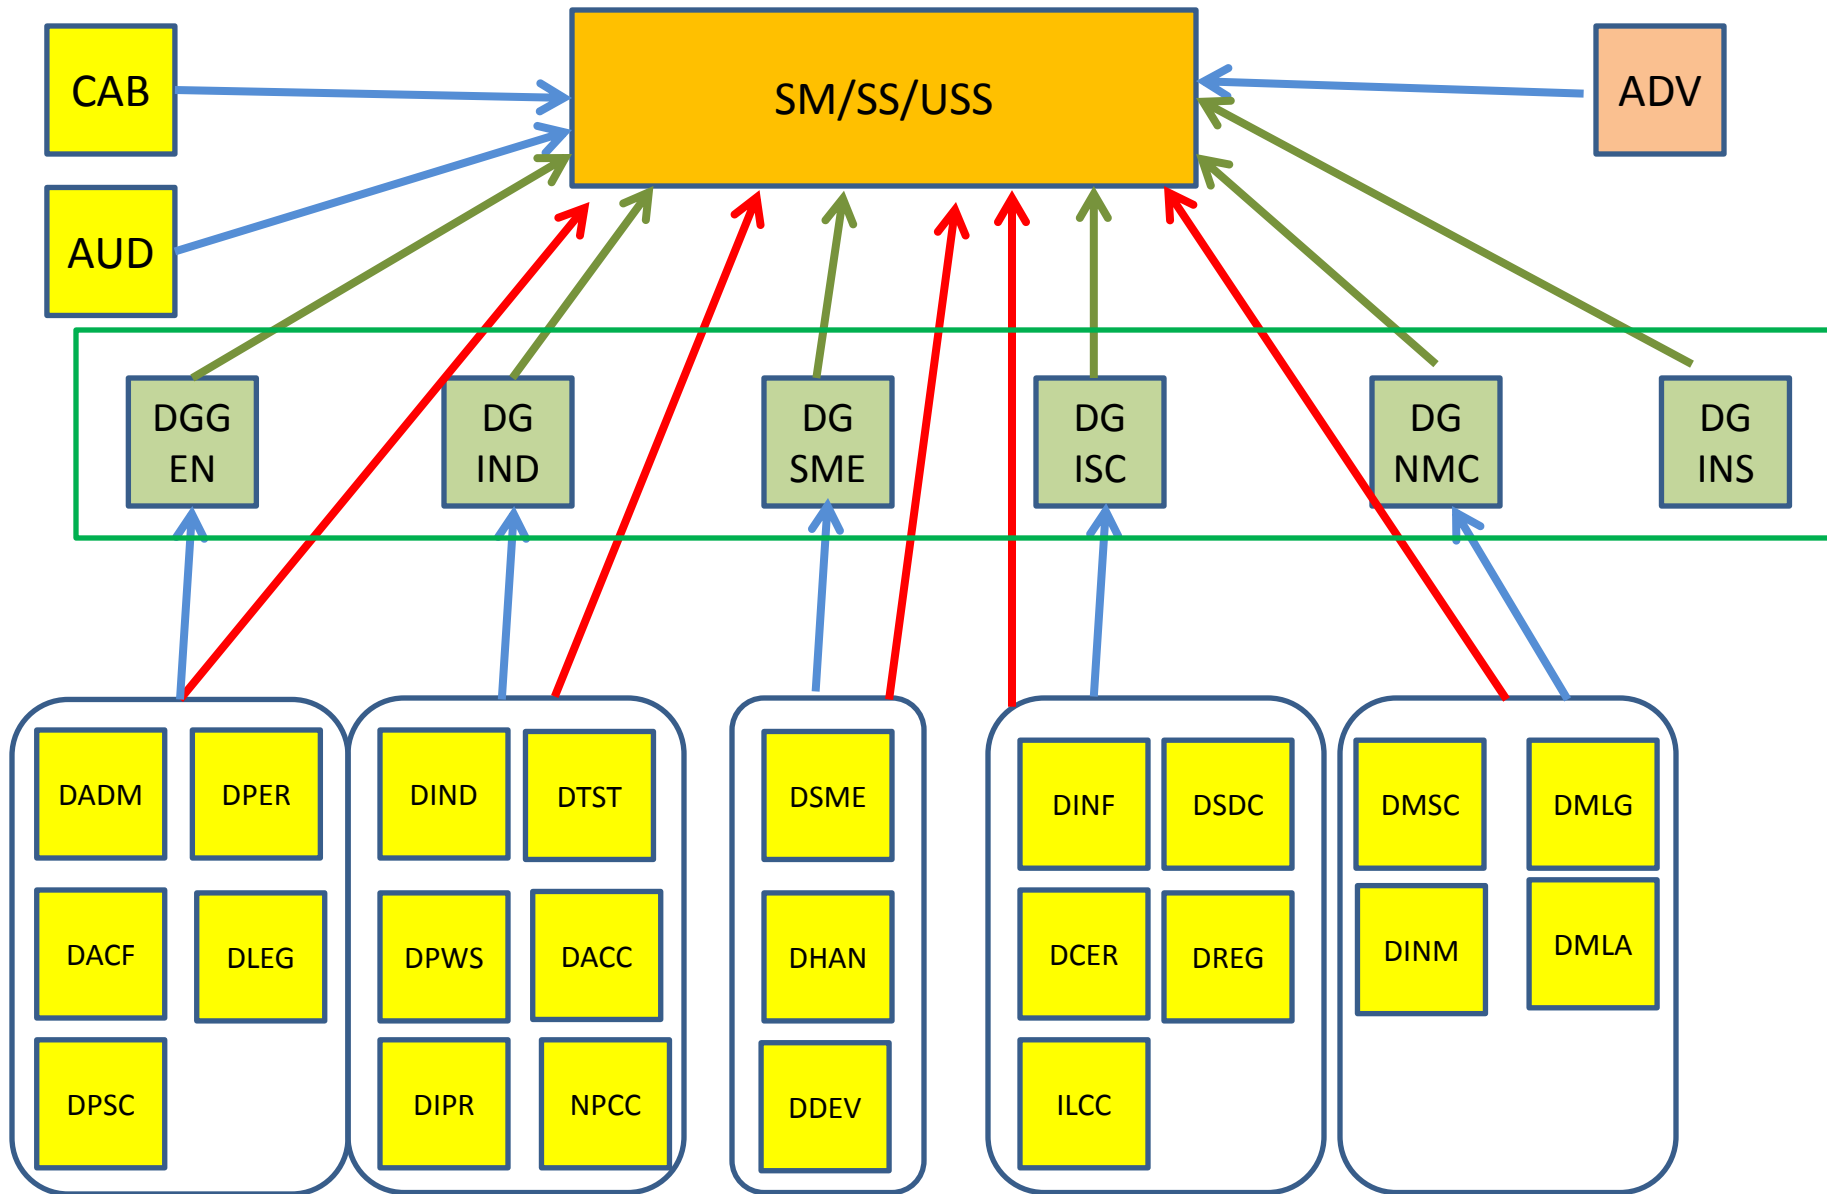 CAB
SM/SS/USS
ADV
AUD
DGG
EN
DG
IND
DG
SME
DG
ISC
DG
NMC
DG
INS
DADM
DPER
DACF
DLEG
DPSC
DIND
DTST
DPWS
DACC
DIPR
NPCC
DSME
DHAN
DDEV
DINF
DSDC
DCER
DREG
ILCC
DMSC
DMLG
DINM
DMLA